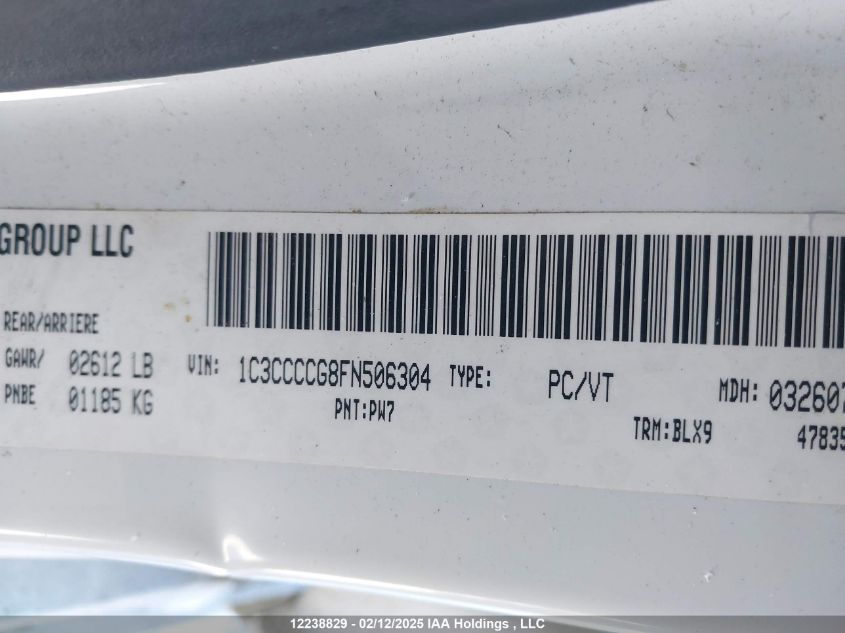 GROUP LLC
REAR/ARRIERE
GAWR/ 02612 LB
PNBE 01185 KG
VIN: 1C3CCCCG8FN506304 TYPE: PC/VT MDH: 032607
PNT:PW7 TRM:BLX9 4783
12238829 - 02/12/2025 IAA Holdings , LLC